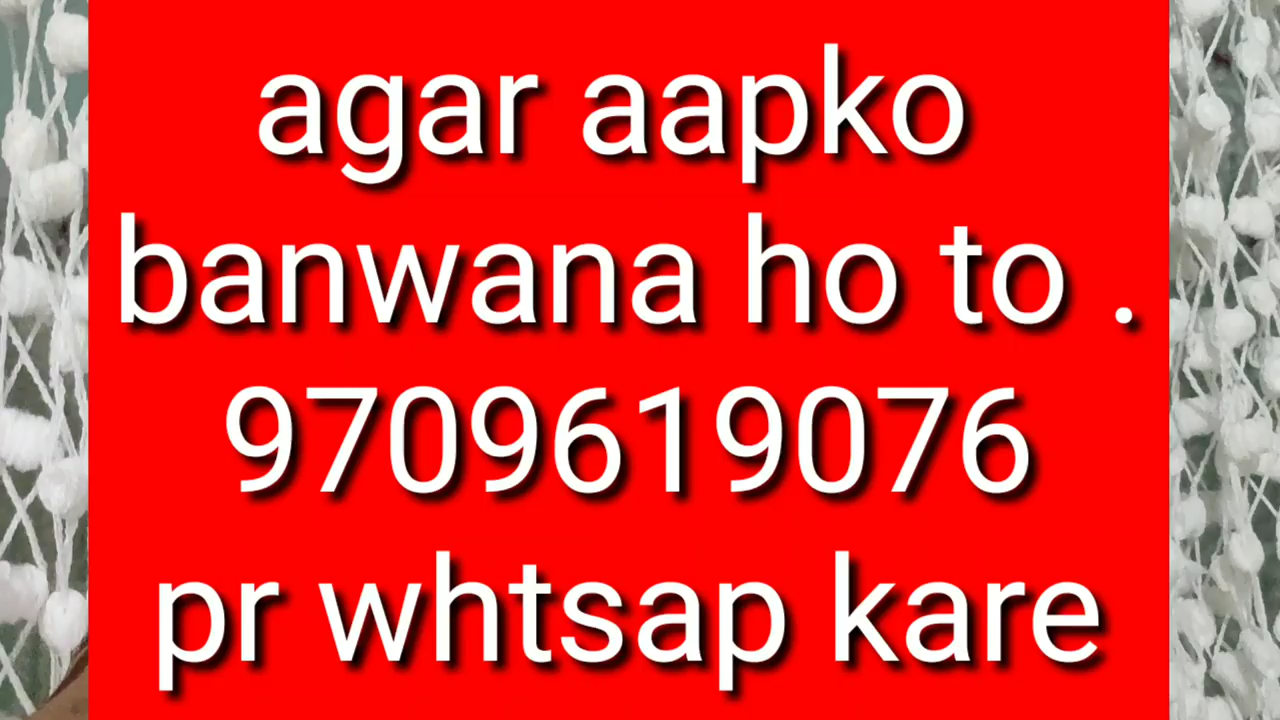 agar aapko
banwana ho to .
9709619076
pr whtsap kare